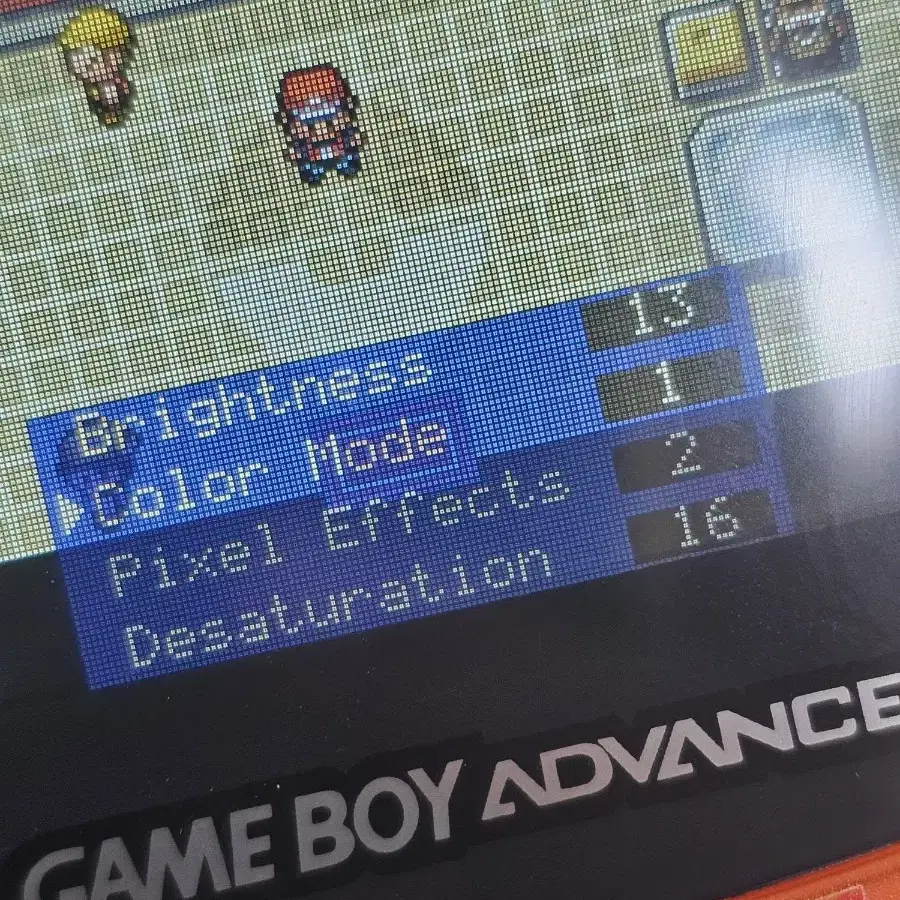 Brightness 13
Color Mode 1
Pixel Effects 2
Desaturation 16
GAME BOY ADVANCE